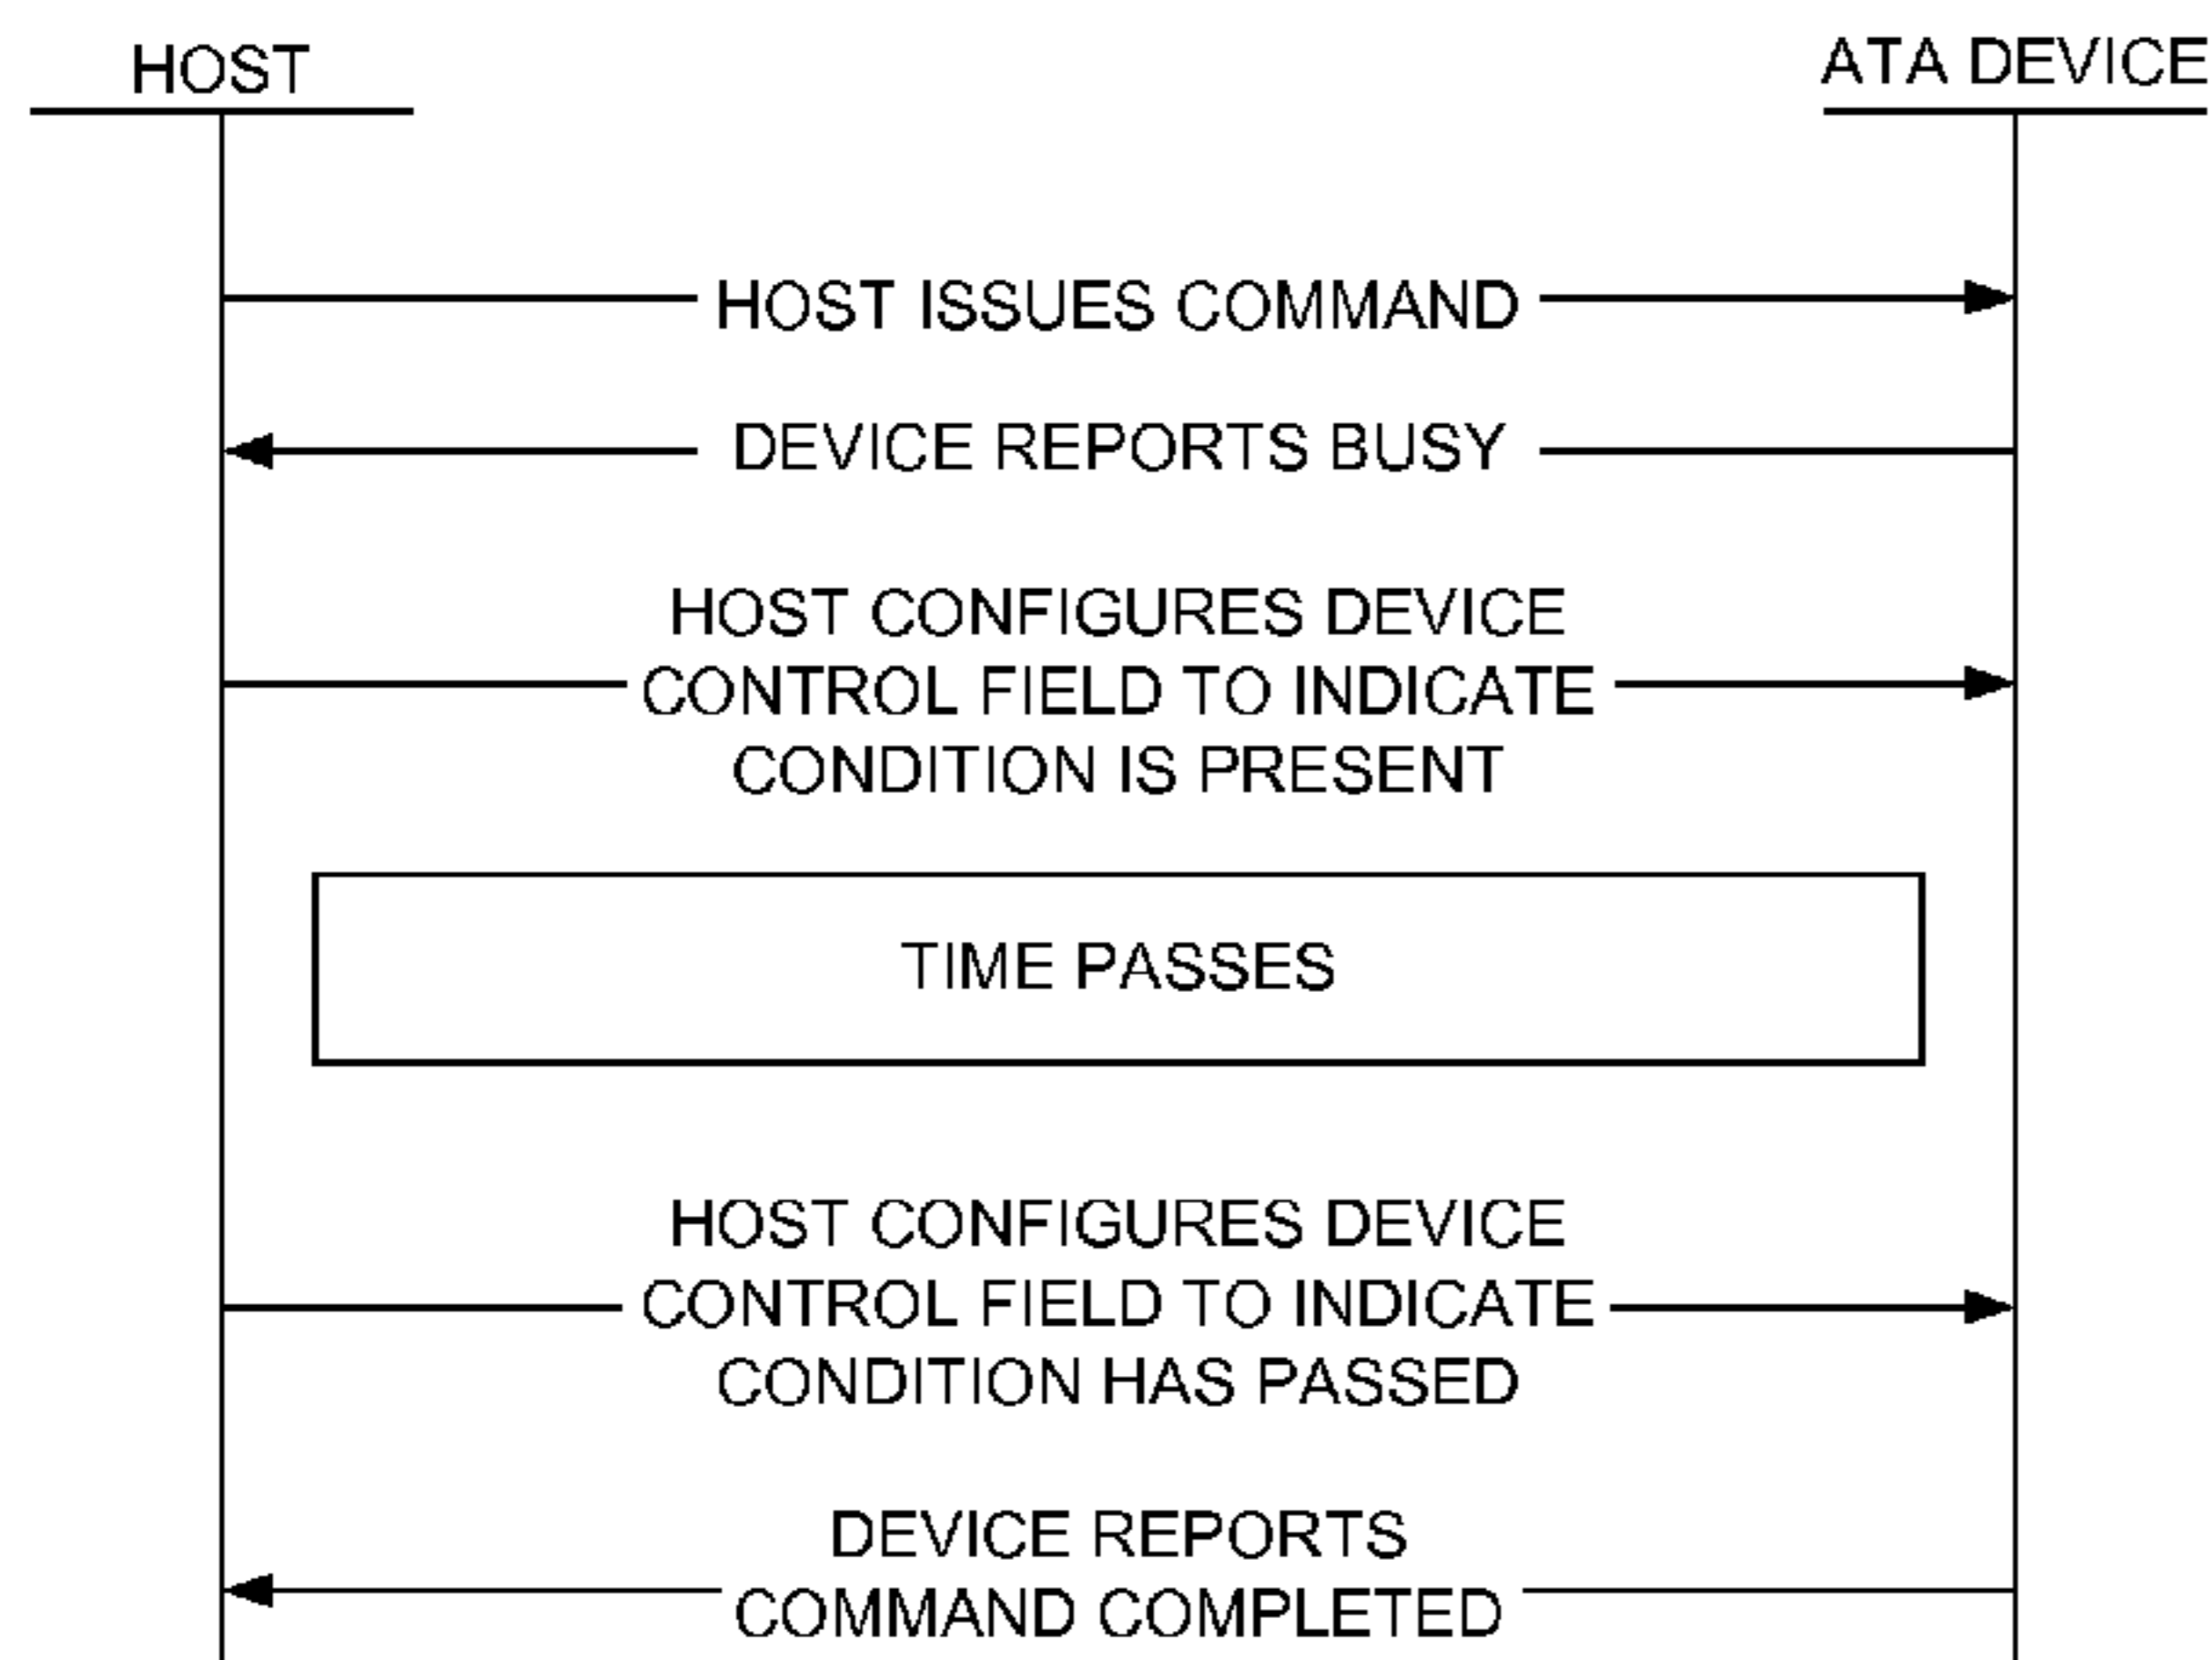 HOST
ATA DEVICE
HOST ISSUES COMMAND
DEVICE REPORTS BUSY
HOST CONFIGURES DEVICE
CONTROL FIELD TO INDICATE
CONDITION IS PRESENT
TIME PASSES
HOST CONFIGURES DEVICE
CONTROL FIELD TO INDICATE
CONDITION HAS PASSED
DEVICE REPORTS
COMMAND COMPLETED